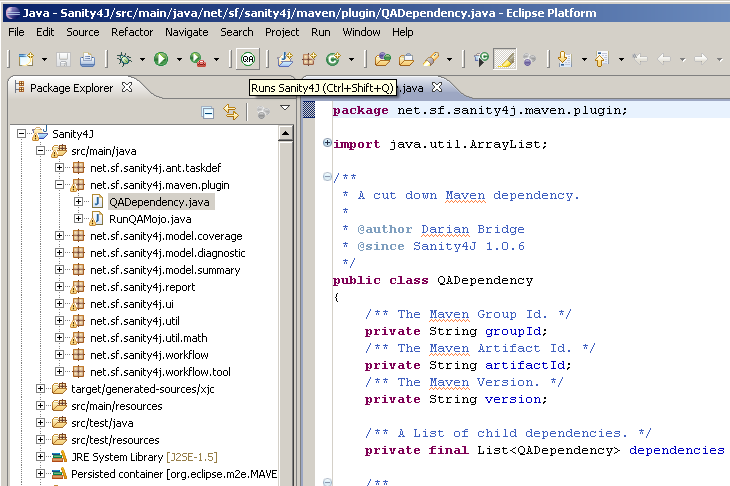 Java - Sanity4J/src/main/java/net/sf/sanity4j/maven/plugin/QADependency.java - Eclipse Platform
File Edit Source Refactor Navigate Search Project Run Window Help
QA
Package Explorer
Runs Sanity4J (Ctrl+Shift+Q)
.java
Sanity4J
src/main/java
net.sf.sanity4j.ant.taskdef
net.sf.sanity4j.maven.plugin
QADependency.java
RunQAMojo.java
net.sf.sanity4j.model.coverage
net.sf.sanity4j.model.diagnostic
net.sf.sanity4j.model.summary
net.sf.sanity4j.report
net.sf.sanity4j.ui
net.sf.sanity4j.util
net.sf.sanity4j.util.math
net.sf.sanity4j.workflow
net.sf.sanity4j.workflow.tool
target/generated-sources/xjc
src/main/resources
src/test/java
src/test/resources
JRE System Library [J2SE-1.5]
Persisted container [org.eclipse.m2e.MAVE
package net.sf.sanity4j.maven.plugin;
import java.util.ArrayList;
/**
* A cut down Maven dependency.
*
* @author Darian Bridge
* @since Sanity4J 1.0.6
*/
public class QADependency
{
/** The Maven Group Id. */
private String groupId;
/** The Maven Artifact Id. */
private String artifactId;
/** The Maven Version. */
private String version;
/** A List of child dependencies. */
private final List<QADependency> dependencies
/**